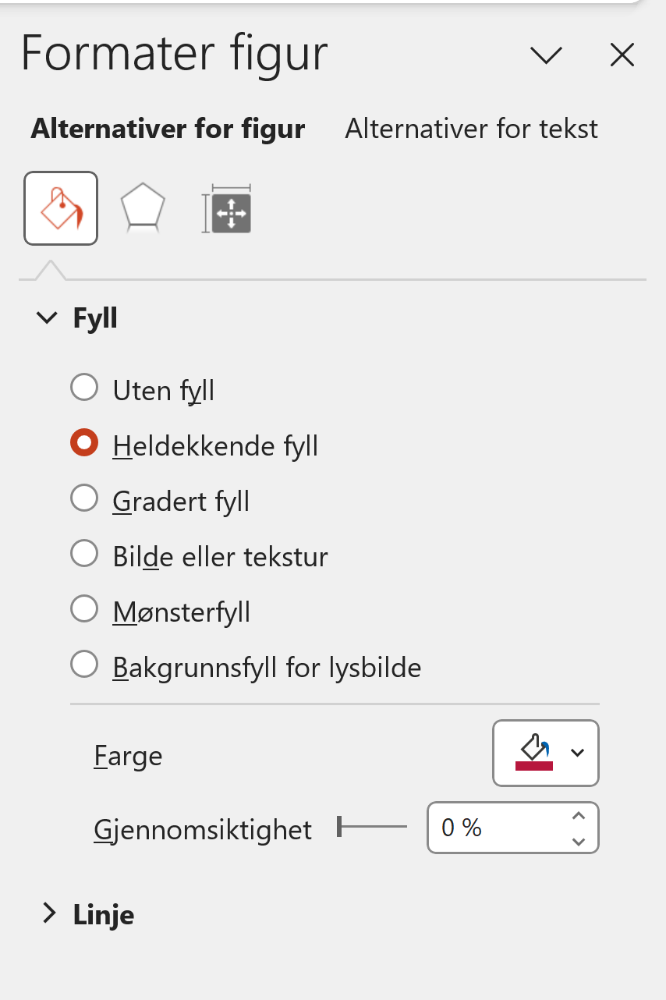 Formater figur
Alternativer for figur Alternativer for tekst
Fyll
Uten fyll
Heldekkende fyll
Gradert fyll
Bilde eller tekstur
Mønsterfyll
Bakgrunnsfyll for lysbilde
Farge
Gjennomsiktighet 0 %
Linje